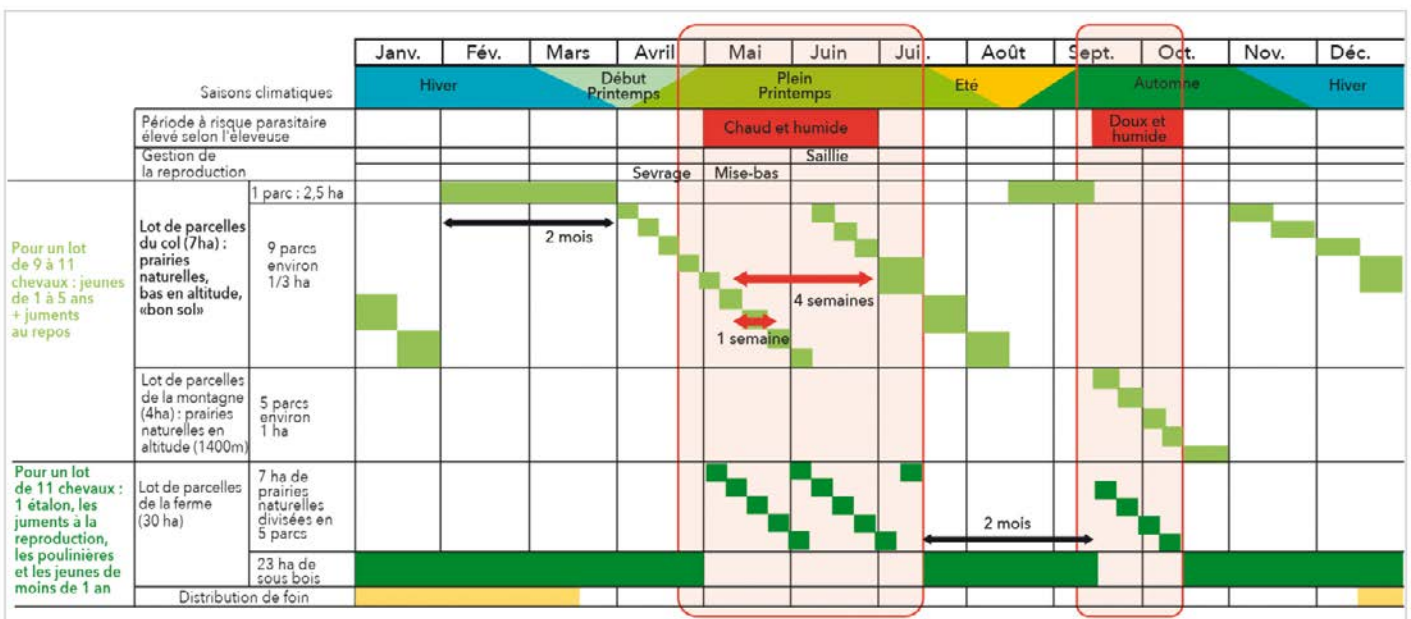 Janv. Fév. Mars Avril Mai Juin Juil. Août Sept. Oct. Nov. Déc.
Saisons climatiques
Hiver
Début
Printemps
Plein
Printemps
Eté
Automne
Hiver
Période à risque parasitaire
élevé selon l'éleveuse
Chaud et humide
Doux et
humide
Gestion de
la reproduction
Saillie
Sevrage
Mise-bas
Pour un lot
de 9 à 11
chevaux : jeunes
de 1 à 5 ans
+ juments
au repos
Lot de parcelles
du col (7ha) :
prairies
naturelles,
bas en altitude,
«bon sol»
1 parc : 2,5 ha
9 parcs
environ
1/3 ha
2 mois
4 semaines
1 semaine
Lot de parcelles
de la montagne
(4ha) : prairies
naturelles en
altitude (1400m)
5 parcs
environ
1 ha
Pour un lot
de 11 chevaux :
1 étalon, les
juments à la
reproduction,
les poulinières
et les jeunes de
moins de 1 an
Lot de parcelles
de la ferme
(30 ha)
7 ha de
prairies
naturelles
divisées en
5 parcs
2 mois
23 ha de
sous bois
Distribution de foin